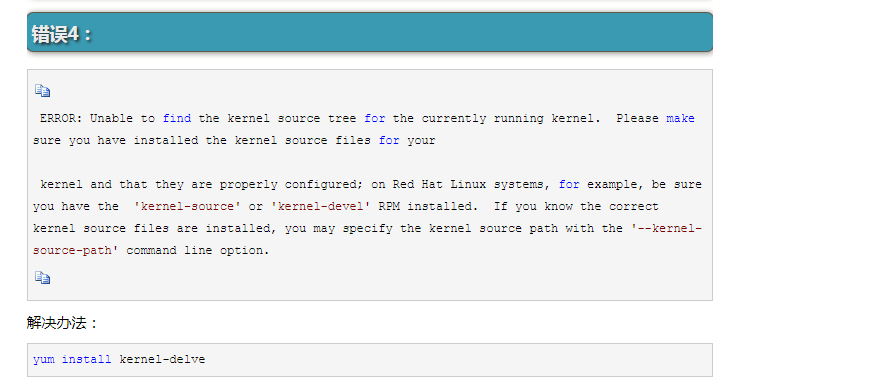 错误4：
ERROR: Unable to find the kernel source tree for the currently running kernel.  Please make
sure you have installed the kernel source files for your
kernel and that they are properly configured; on Red Hat Linux systems, for example, be sure
you have the  'kernel-source' or 'kernel-devel' RPM installed.  If you know the correct
kernel source files are installed, you may specify the kernel source path with the '--kernel-
source-path' command line option.
解决办法：
yum install kernel-delve